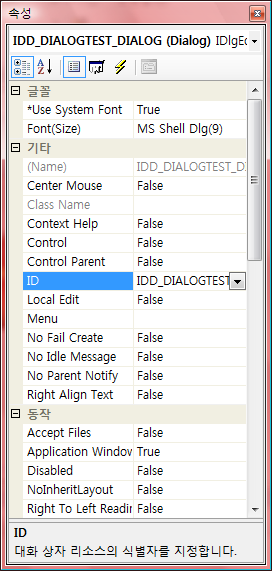 속성
IDD_DIALOGTEST_DIALOG (Dialog) IDlgEd
글꼴
*Use System Font True
Font(Size) MS Shell Dlg(9)
기타
(Name) IDD_DIALOGTEST_D
Center Mouse False
Class Name
Context Help False
Control False
Control Parent False
ID IDD_DIALOGTEST
Local Edit False
Menu
No Fail Create False
No Idle Message False
No Parent Notify False
Right Align Text False
동작
Accept Files False
Application Window True
Disabled False
NoInheritLayout False
Right To Left Readin False
ID
대화 상자 리소스의 식별자를 지정합니다.